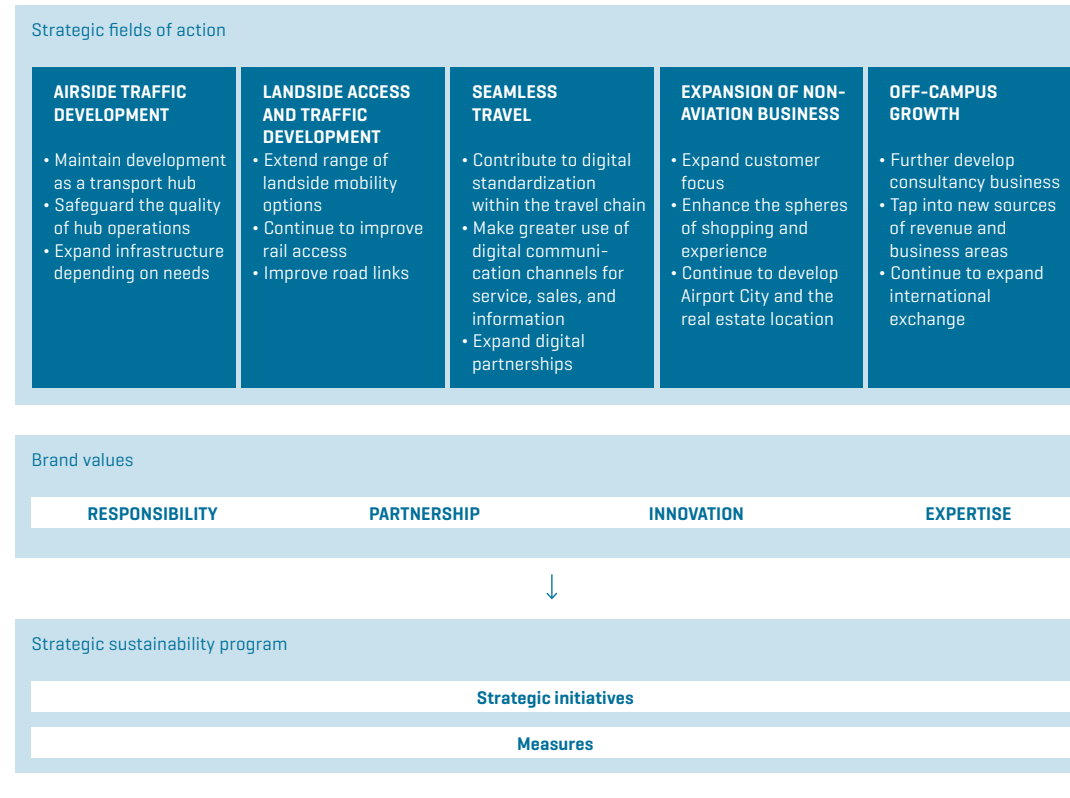 Strategic fields of action
AIRSIDE TRAFFIC
DEVELOPMENT
• Maintain development
as a transport hub
• Safeguard the quality
of hub operations
• Expand infrastructure
depending on needs
LANDSIDE ACCESS
AND TRAFFIC
DEVELOPMENT
• Extend range of
landside mobility
options
• Continue to improve
rail access
• Improve road links
SEAMLESS
TRAVEL
• Contribute to digital
standardization
within the travel chain
• Make greater use of
digital communi-
cation channels for
service, sales, and
information
• Expand digital
partnerships
EXPANSION OF NON-
AVIATION BUSINESS
• Expand customer
focus
• Enhance the spheres
of shopping and
experience
• Continue to develop
Airport City and the
real estate location
OFF-CAMPUS
GROWTH
• Further develop
consultancy business
• Tap into new sources
of revenue and
business areas
• Continue to expand
international
exchange
Brand values
RESPONSIBILITY PARTNERSHIP INNOVATION EXPERTISE
Strategic sustainability program
Strategic initiatives
Measures